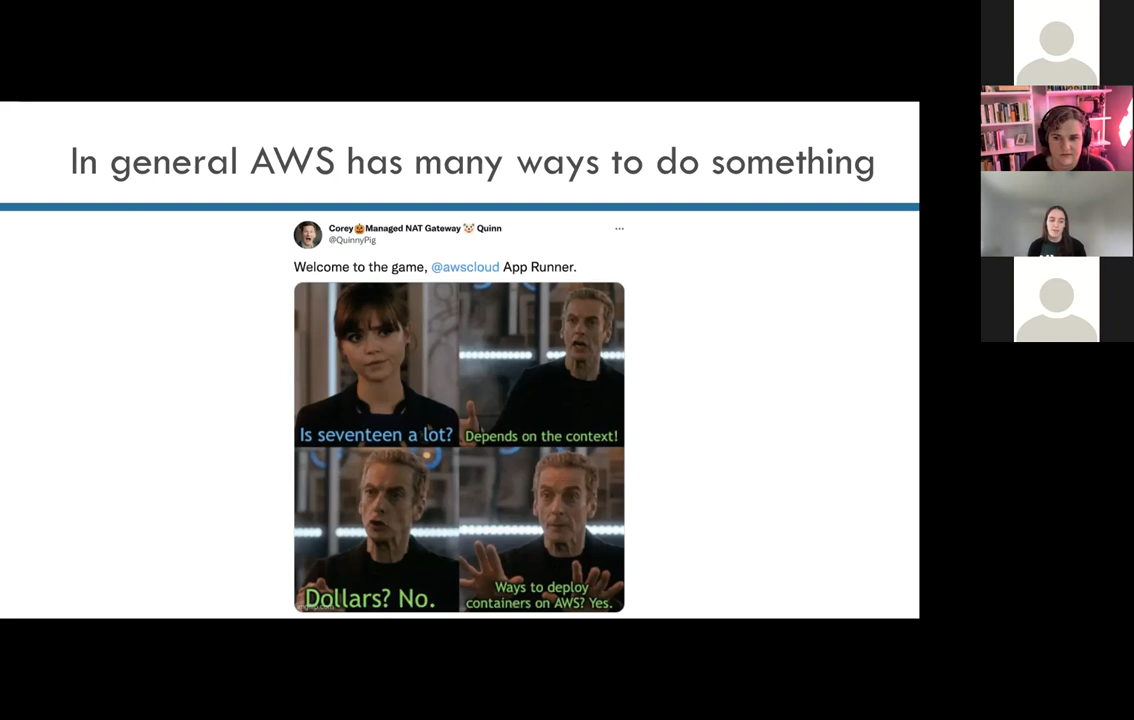 In general AWS has many ways to do something
Corey🎃Managed NAT Gateway 🤡 Quinn
@QuinnyPig
Welcome to the game, @awscloud App Runner.
Is seventeen a lot?
Depends on the context!
Dollars? No.
Ways to deploy
containers on AWS? Yes.